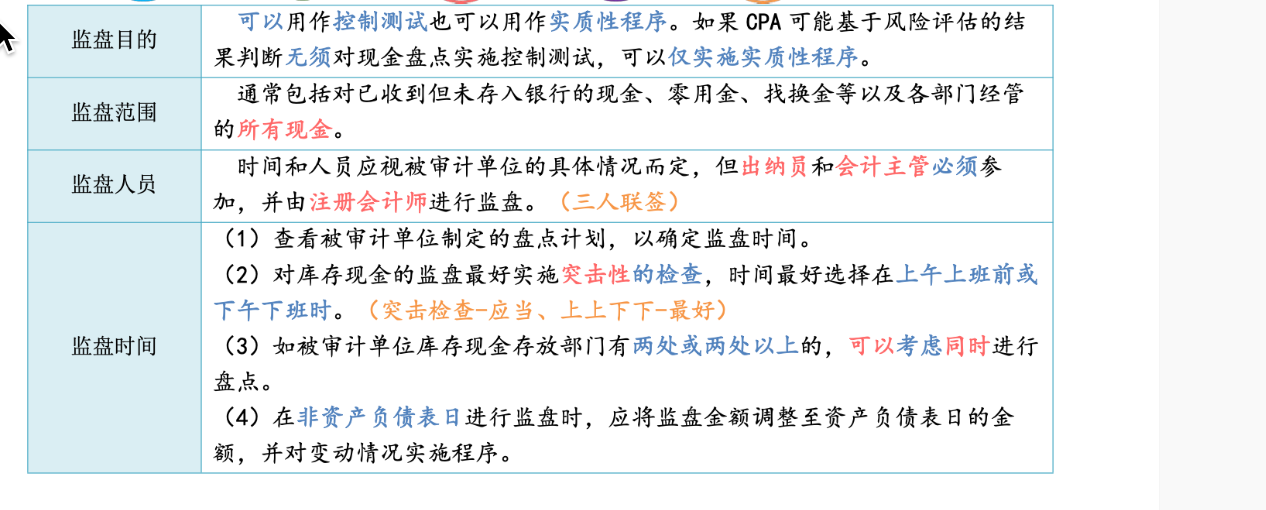 监盘目的
可以用作控制测试也可以用作实质性程序。如果 CPA 可能基于风险评估的结
果判断无须对现金盘点实施控制测试，可以仅实施实质性程序。
监盘范围
通常包括对已收到但未存入银行的现金、零用金、找换金等以及各部门经管
的所有现金。
监盘人员
时间和人员应视被审计单位的具体情况而定，但出纳员和会计主管必须参
加，并由注册会计师进行监盘。（三人联签）
监盘时间
（1）查看被审计单位制定的盘点计划，以确定监盘时间。
（2）对库存现金的监盘最好实施突击性的检查，时间最好选择在上午上班前或
下午下班时。（突击检查-应当、上上下下-最好）
（3）如被审计单位库存现金存放部门有两处或两处以上的，可以考虑同时进行
盘点。
（4）在非资产负债表日进行监盘时，应将监盘金额调整至资产负债表日的金
额，并对变动情况实施程序。